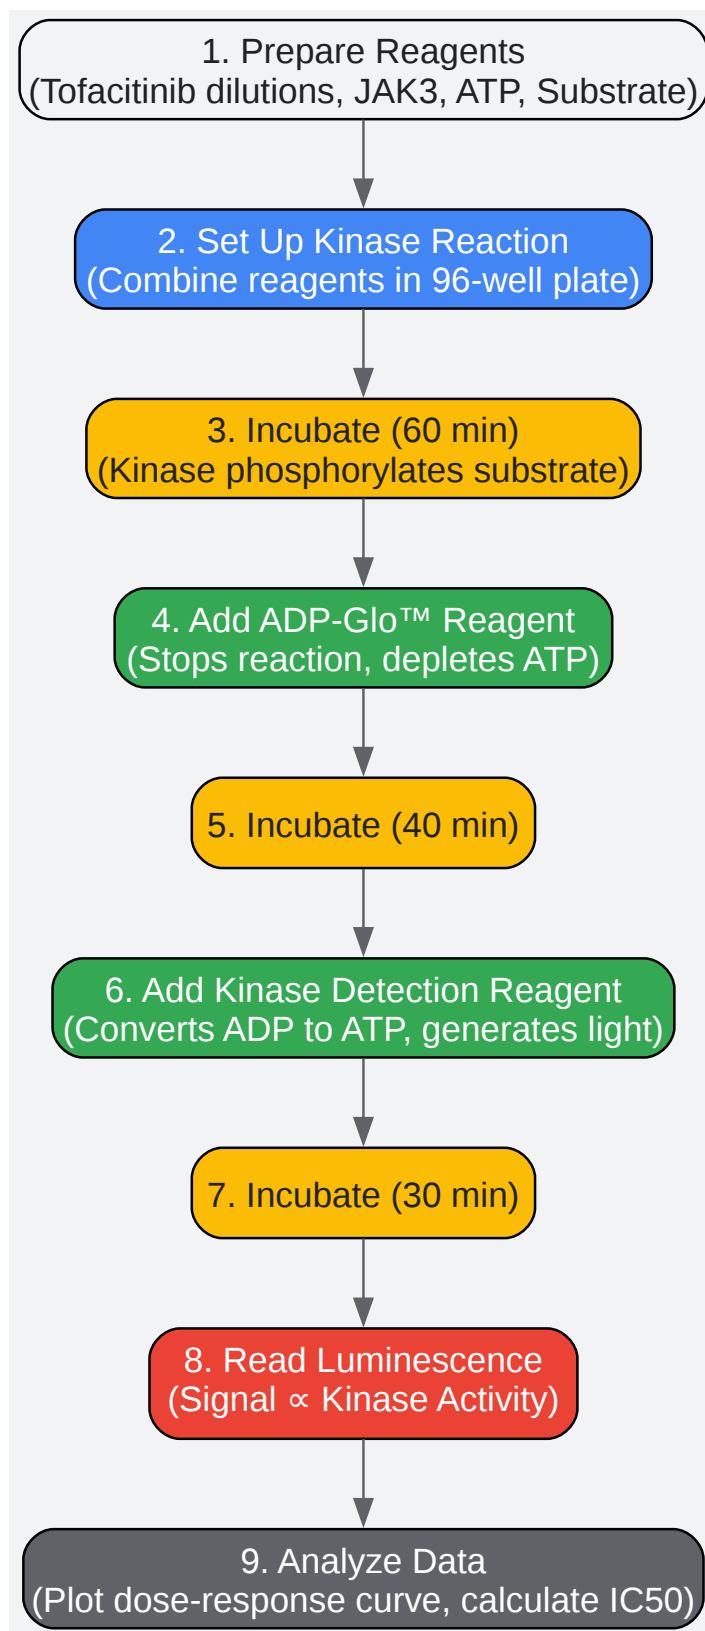 1. Prepare Reagents
(Tofacitinib dilutions, JAK3, ATP, Substrate)
2. Set Up Kinase Reaction
(Combine reagents in 96-well plate)
3. Incubate (60 min)
(Kinase phosphorylates substrate)
4. Add ADP-Glo™ Reagent
(Stops reaction, depletes ATP)
5. Incubate (40 min)
6. Add Kinase Detection Reagent
(Converts ADP to ATP, generates light)
7. Incubate (30 min)
8. Read Luminescence
(Signal ∝ Kinase Activity)
9. Analyze Data
(Plot dose-response curve, calculate IC50)